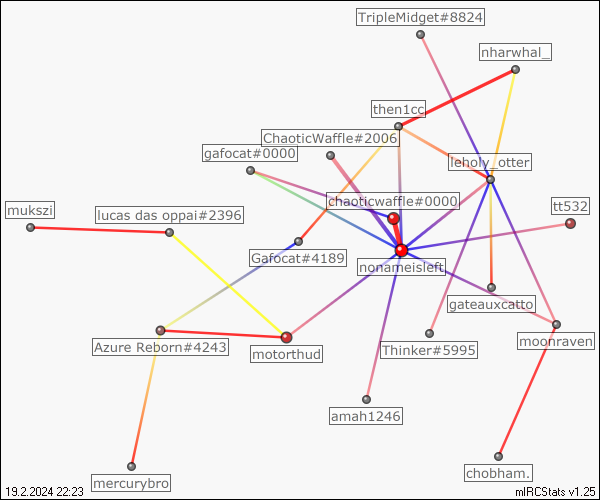 TripleMidget#8824
nharwhal_
then1cc
ChaoticWaffle#2006
gafocat#0000
leholy_otter
chaoticwaffle#0000
tt532
mukszi
lucas das oppai#2396
Gafocat#4189
nonameisleft
gateauxcatto
Azure Reborn#4243
motorthud
Thinker#5995
moonraven
amah1246
mercurybro
chobham.
19.2.2024 22:23
mIRCStats v1.25